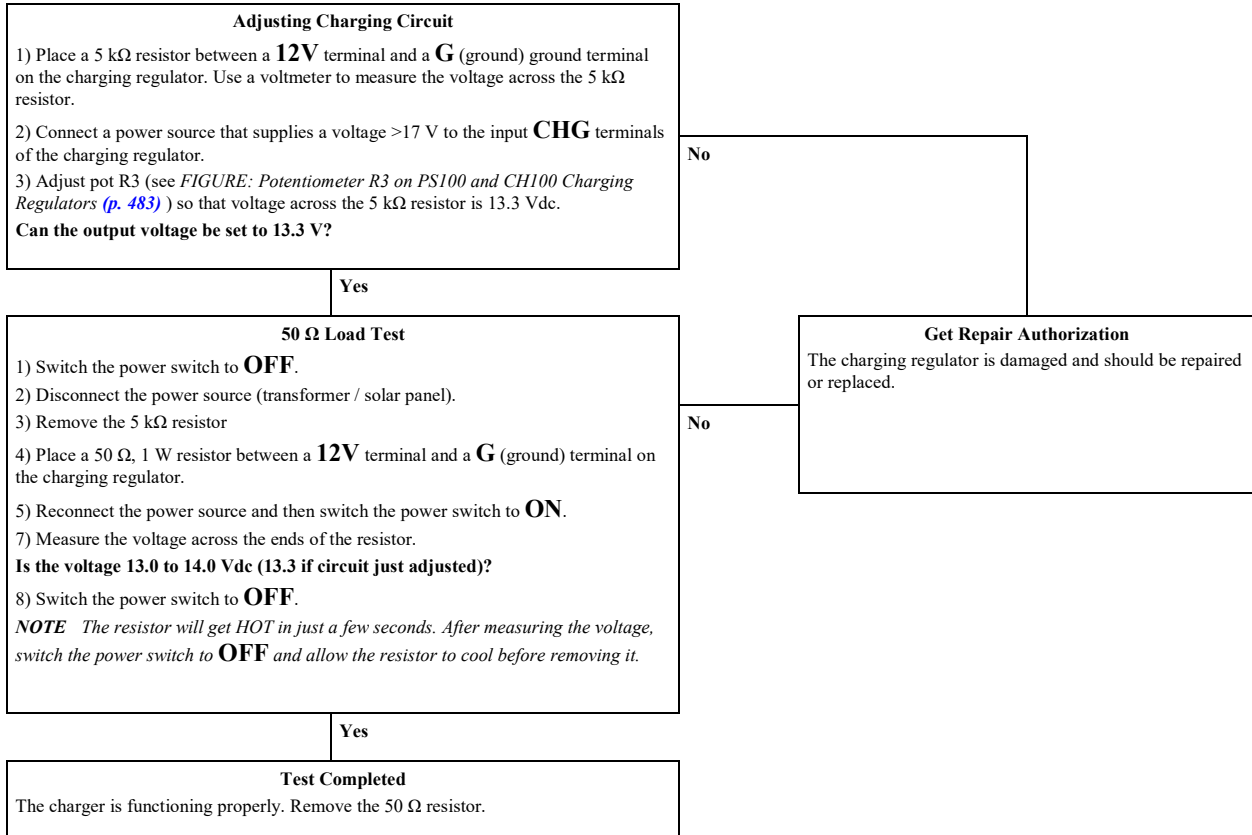 Adjusting Charging Circuit
1) Place a 5 kΩ resistor between a 12V terminal and a G (ground) ground terminal
on the charging regulator. Use a voltmeter to measure the voltage across the 5 kΩ
resistor.
2) Connect a power source that supplies a voltage >17 V to the input CHG terminals
of the charging regulator.
3) Adjust pot R3 (see FIGURE: Potentiometer R3 on PS100 and CH100 Charging
Regulators (p. 483) ) so that voltage across the 5 kΩ resistor is 13.3 Vdc.
Can the output voltage be set to 13.3 V?
No
Yes
50 Ω Load Test
1) Switch the power switch to OFF.
2) Disconnect the power source (transformer / solar panel).
3) Remove the 5 kΩ resistor
4) Place a 50 Ω, 1 W resistor between a 12V terminal and a G (ground) terminal on
the charging regulator.
5) Reconnect the power source and then switch the power switch to ON.
7) Measure the voltage across the ends of the resistor.
Is the voltage 13.0 to 14.0 Vdc (13.3 if circuit just adjusted)?
8) Switch the power switch to OFF.
NOTE The resistor will get HOT in just a few seconds. After measuring the voltage,
switch the power switch to OFF and allow the resistor to cool before removing it.
No
Get Repair Authorization
The charging regulator is damaged and should be repaired
or replaced.
Yes
Test Completed
The charger is functioning properly. Remove the 50 Ω resistor.